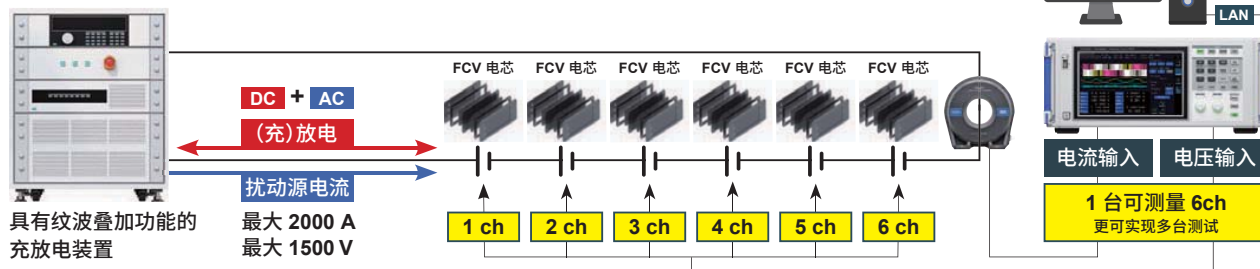 LAN
FCV 电芯
FCV 电芯
FCV 电芯
FCV 电芯
FCV 电芯
FCV 电芯
DC + AC
(充)放电
扰动源电流
最大 2000 A
最大 1500 V
具有纹波叠加功能的
充放电装置
1 ch
2 ch
3 ch
4 ch
5 ch
6 ch
电流输入
电压输入
1 台可测量 6ch
更可实现多台测试